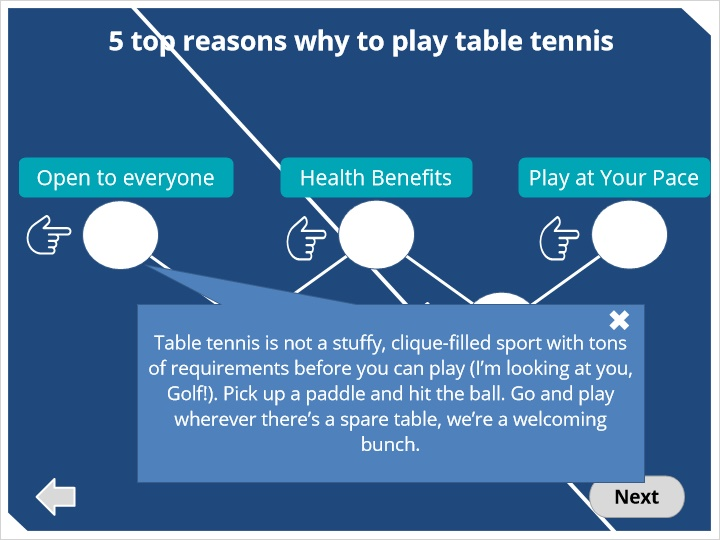 5 top reasons why to play table tennis
Open to everyone
Health Benefits
Play at Your Pace
Table tennis is not a stuffy, clique-filled sport with tons
of requirements before you can play (I'm looking at you,
Golf!). Pick up a paddle and hit the ball. Go and play
wherever there's a spare table, we're a welcoming
bunch.
Next